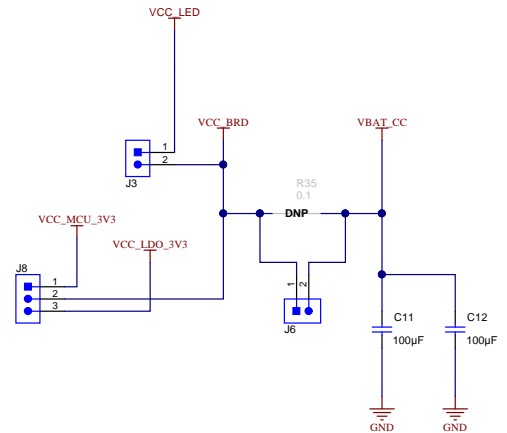 VCC_LED
VCC_BRD
VBAT_CC
1
2
J3
R35
0.1
DNP
VCC_MCU_3V3
VCC_LDO_3V3
J8
1
2
3
1
2
J6
C11
100µF
C12
100µF
GND
GND